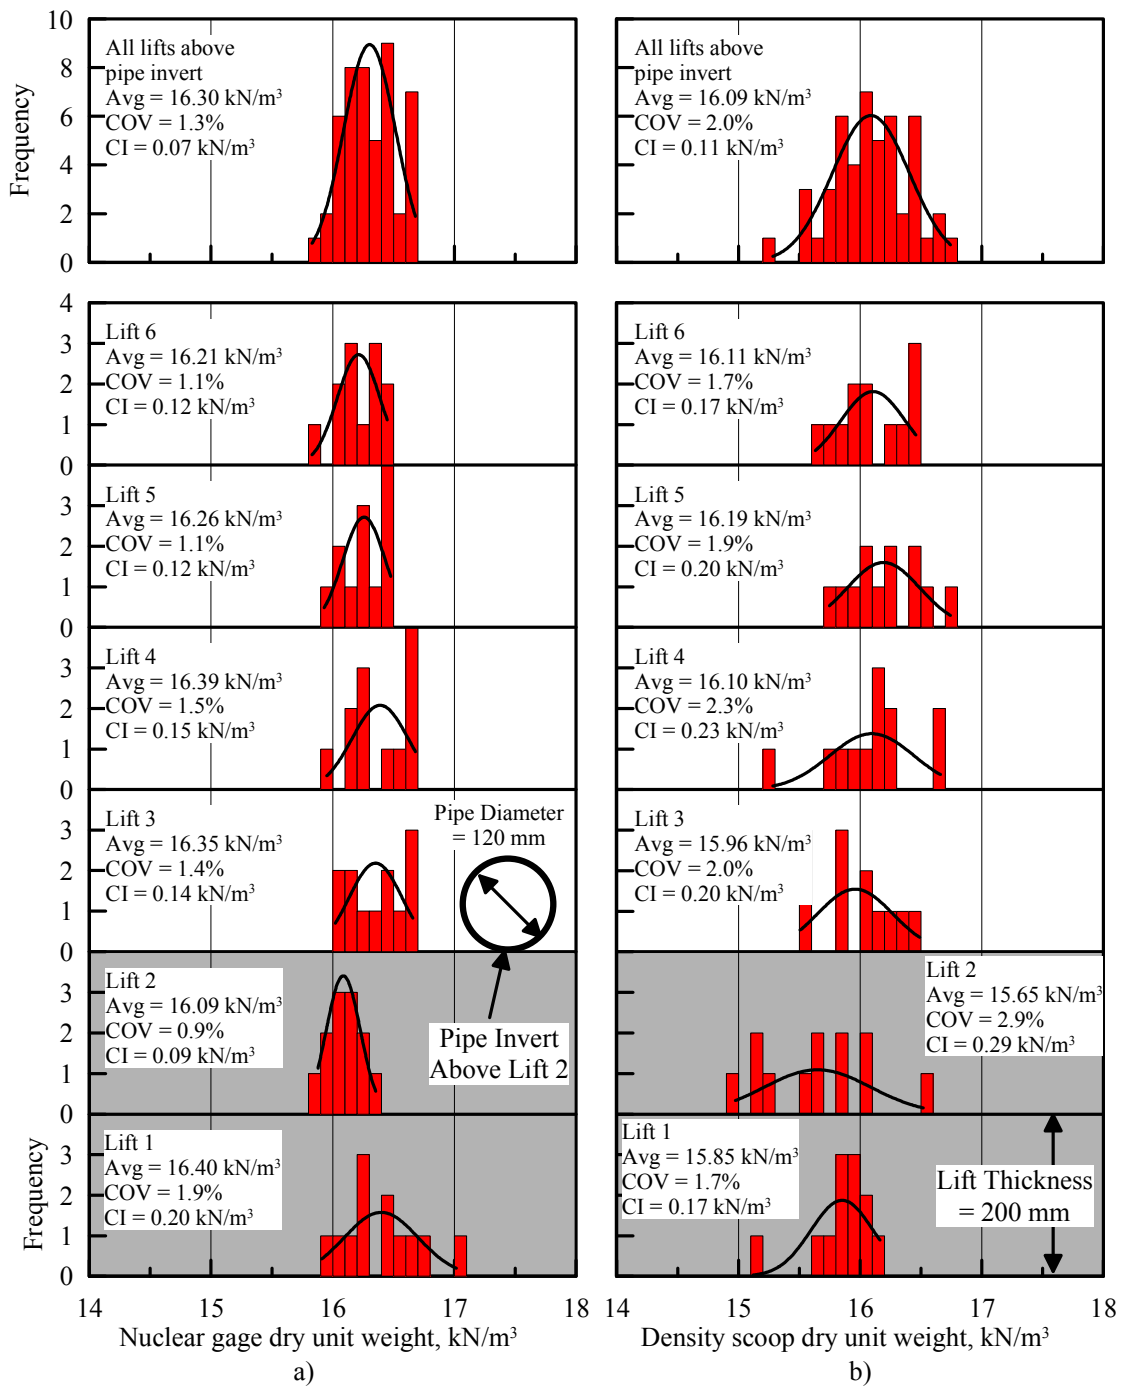 10
8
6
4
2
0
Frequency
All lifts above
pipe invert
Avg = 16.30 kN/m³
COV = 1.3%
CI = 0.07 kN/m³
All lifts above
pipe invert
Avg = 16.09 kN/m³
COV = 2.0%
CI = 0.11 kN/m³
4
3
2
1
0
Lift 6
Avg = 16.21 kN/m³
COV = 1.1%
CI = 0.12 kN/m³
Lift 6
Avg = 16.11 kN/m³
COV = 1.7%
CI = 0.17 kN/m³
3
2
1
0
Lift 5
Avg = 16.26 kN/m³
COV = 1.1%
CI = 0.12 kN/m³
Lift 5
Avg = 16.19 kN/m³
COV = 1.9%
CI = 0.20 kN/m³
3
2
1
0
Lift 4
Avg = 16.39 kN/m³
COV = 1.5%
CI = 0.15 kN/m³
Lift 4
Avg = 16.10 kN/m³
COV = 2.3%
CI = 0.23 kN/m³
3
2
1
0
Lift 3
Avg = 16.35 kN/m³
COV = 1.4%
CI = 0.14 kN/m³
Pipe Diameter
= 120 mm
Lift 3
Avg = 15.96 kN/m³
COV = 2.0%
CI = 0.20 kN/m³
3
2
1
0
Lift 2
Avg = 16.09 kN/m³
COV = 0.9%
CI = 0.09 kN/m³
Pipe Invert
Above Lift 2
Lift 2
Avg = 15.65 kN/m³
COV = 2.9%
CI = 0.29 kN/m³
3
2
1
0
Frequency
Lift 1
Avg = 16.40 kN/m³
COV = 1.9%
CI = 0.20 kN/m³
Lift 1
Avg = 15.85 kN/m³
COV = 1.7%
CI = 0.17 kN/m³
Lift Thickness
= 200 mm
14 15 16 17 18
14 15 16 17 18
Nuclear gage dry unit weight, kN/m³
Density scoop dry unit weight, kN/m³
a)
b)